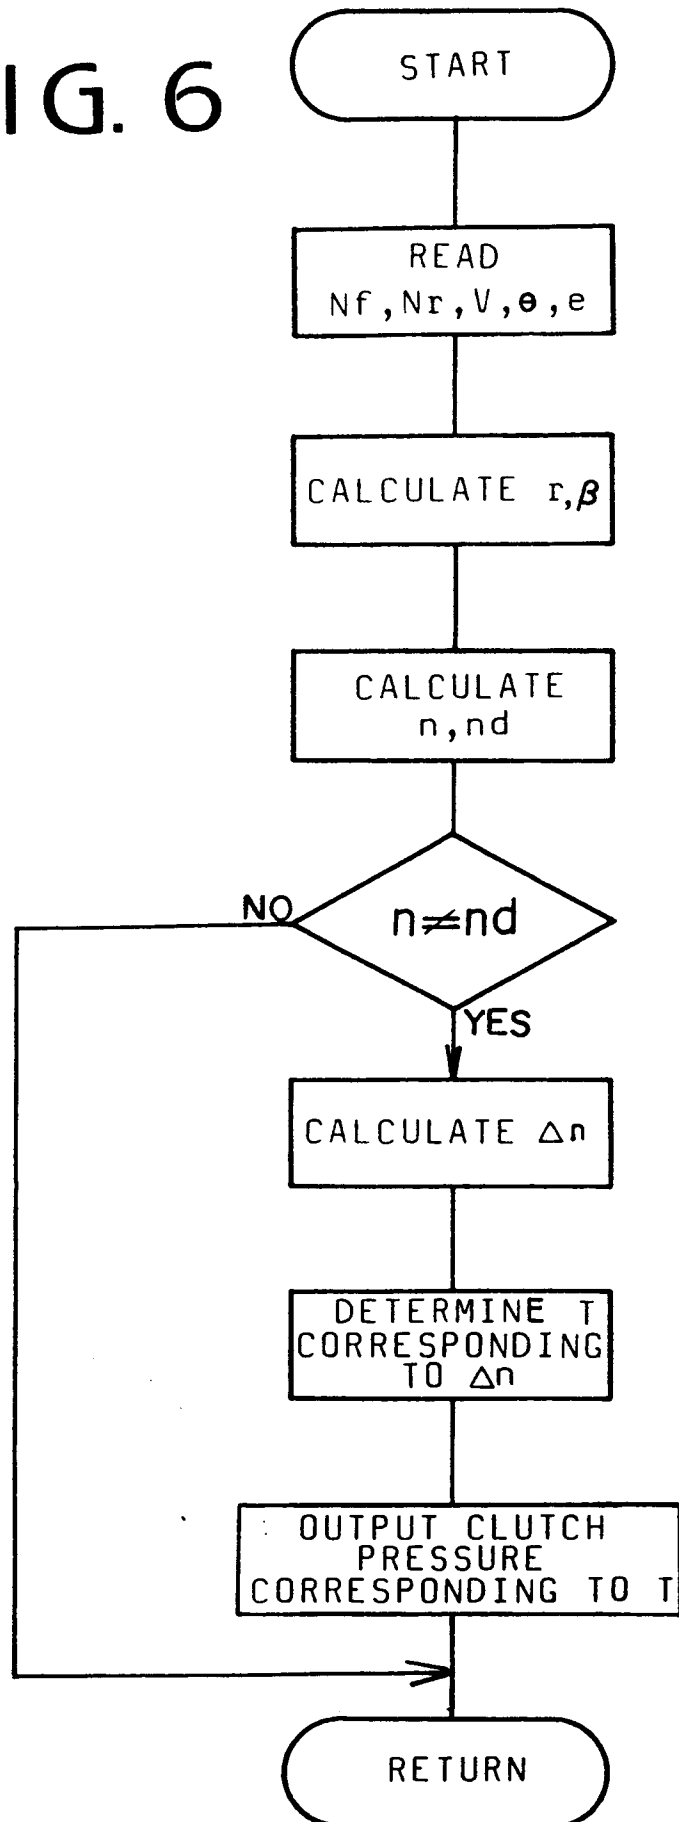 IG. 6
START
READ
Nf,Nr,V,θ,e
CALCULATE r,β
CALCULATE
n,nd
n≠nd
NO
YES
CALCULATE Δn
DETERMINE T
CORRESPONDING
TO Δn
OUTPUT CLUTCH
PRESSURE
CORRESPONDING TO T
RETURN